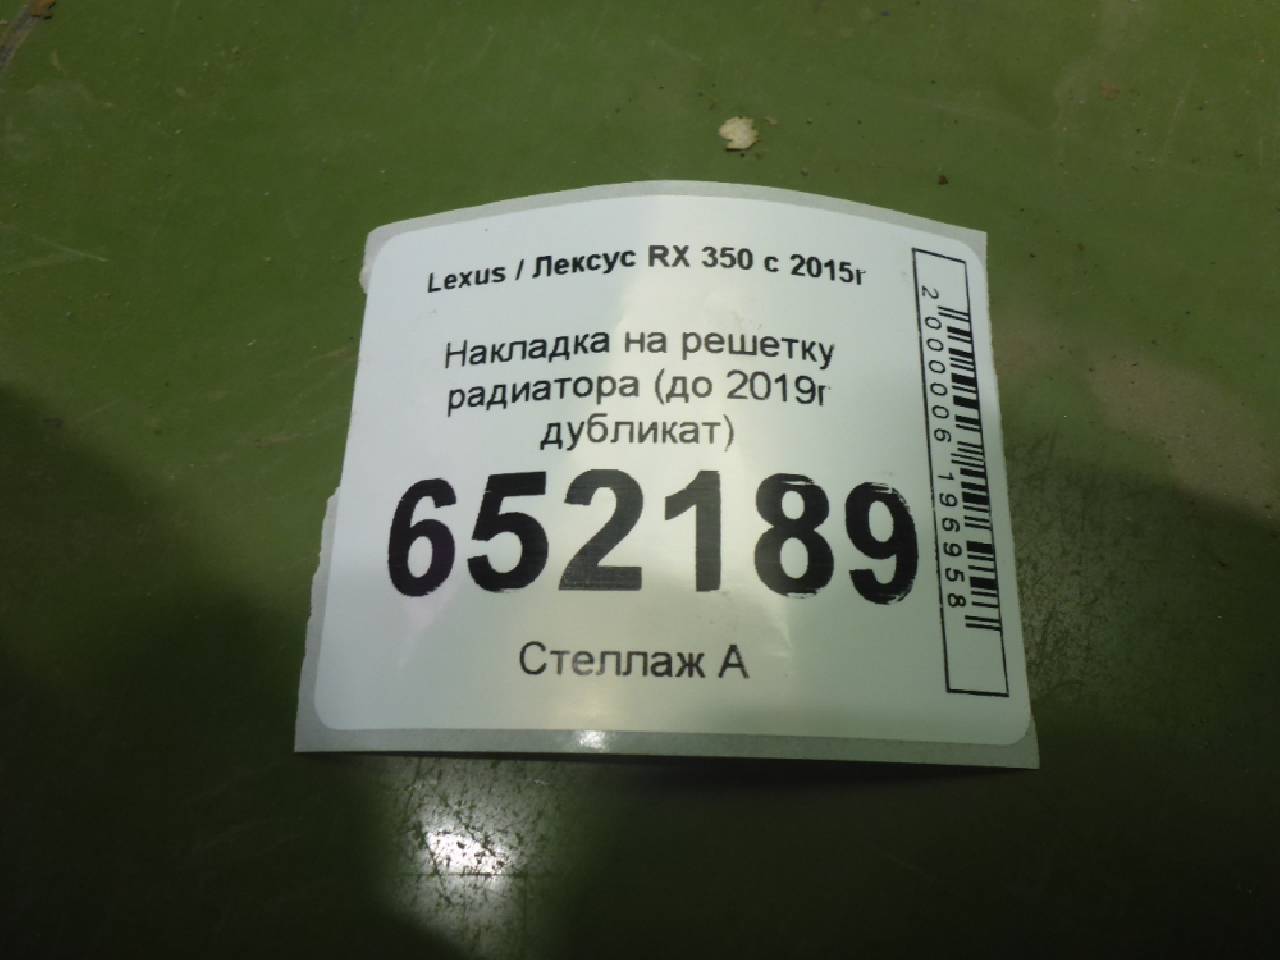 Lexus / Лексус RX 350 с 2015г
Накладка на решетку
радиатора (до 2019г
дубликат)
652189
Стеллаж А
2000006196958